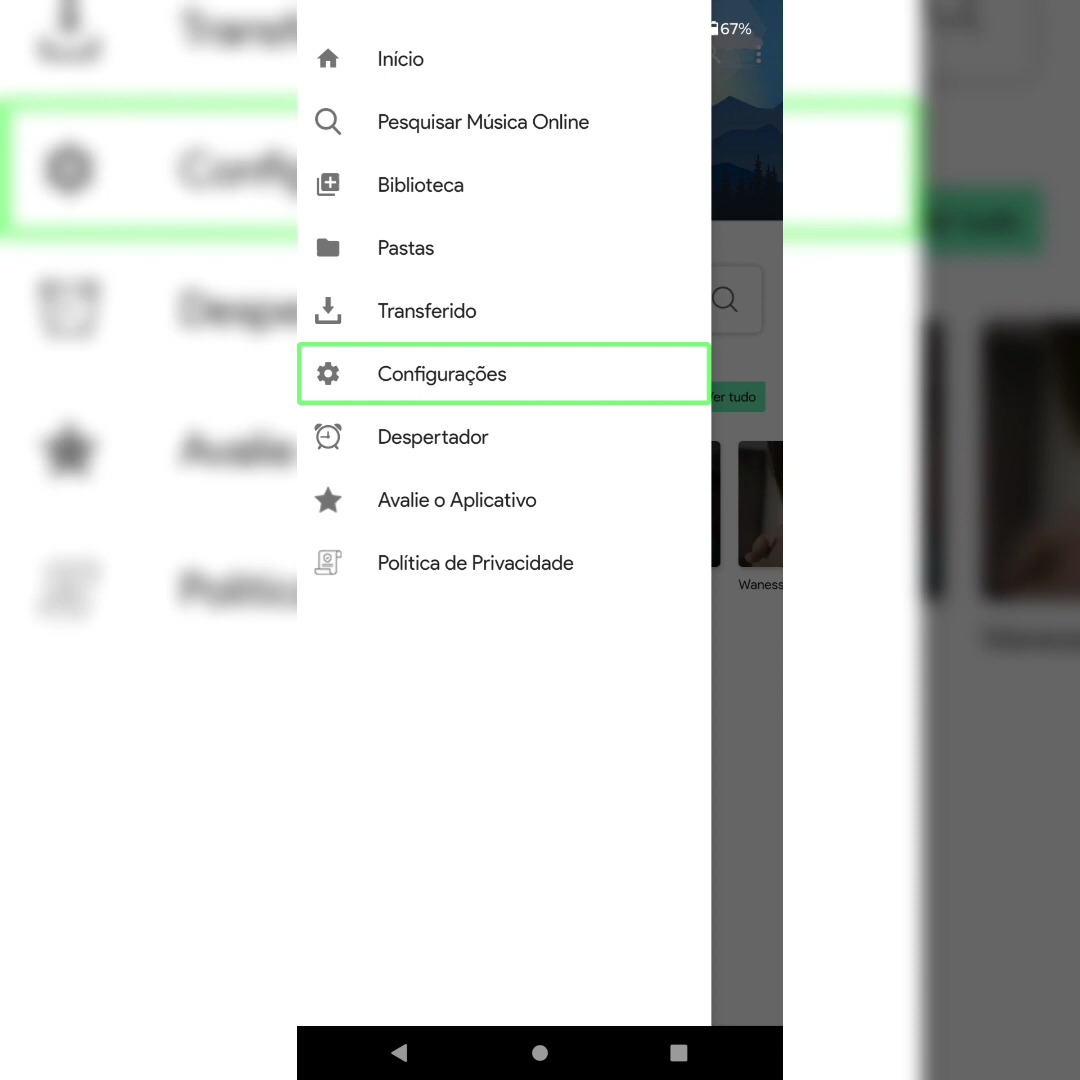 67%
Início
Pesquisar Música Online
Biblioteca
Pastas
Transferido
Configurações
er tudo
Despertador
Avalie o Aplicativo
Política de Privacidade
Waness